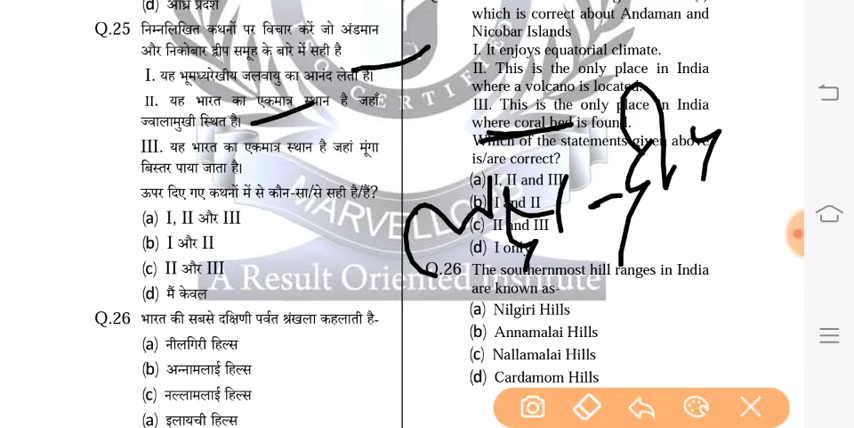 (d) आंध्र प्रदेश
Q.25 निम्नलिखित कथनों पर विचार करें जो अंडमान
और निकोबार द्वीप समूह के बारे में सही है
I. यह भूमध्यरेखीय जलवायु का आनंद लेता है।
II. यह भारत का एकमात्र स्थान है जहाँ
ज्वालामुखी स्थित है।
III. यह भारत का एकमात्र स्थान है जहां मूंगा
बिस्तर पाया जाता है।
ऊपर दिए गए कथनों में से कौन-सा/से सही है/हैं?
(a) I, II और III
(b) I और II
(c) II और III
(d) मैं केवल
Q.26 भारत की सबसे दक्षिणी पर्वत श्रंखला कहलाती है-
(a) नीलगिरी हिल्स
(b) अन्नामलाई हिल्स
(c) नल्लामलाई हिल्स
(a) इलायची हिल्स
which is correct about Andaman and
Nicobar Islands
I. It enjoys equatorial climate.
II. This is the only place in India
where a volcano is located.
III. This is the only place in India
where coral bed is found.
Which of the statements given above
is/are correct?
(a) I, II and III
(b) I and II
(c) II and III
(d) I only
Q.26 The southernmost hill ranges in India
are known as-
(a) Nilgiri Hills
(b) Annamalai Hills
(c) Nallamalai Hills
(d) Cardamom Hills
CERTIFIED
MARVELLO
A Result Oriented Institute